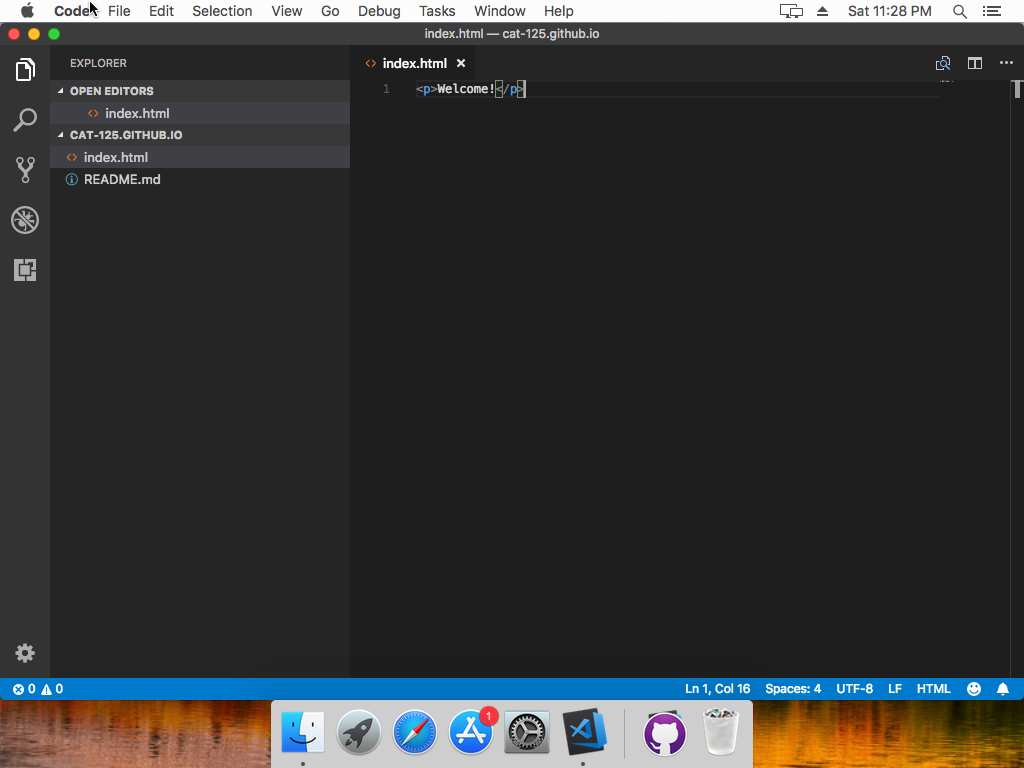 Code File Edit Selection View Go Debug Tasks Window Help Sat 11:28 PM
index.html — cat-125.github.io
EXPLORER
index.html
OPEN EDITORS
index.html
CAT-125.GITHUB.IO
index.html
README.md
1 <p>Welcome!</p>
0 0 Ln 1, Col 16 Spaces: 4 UTF-8 LF HTML
1